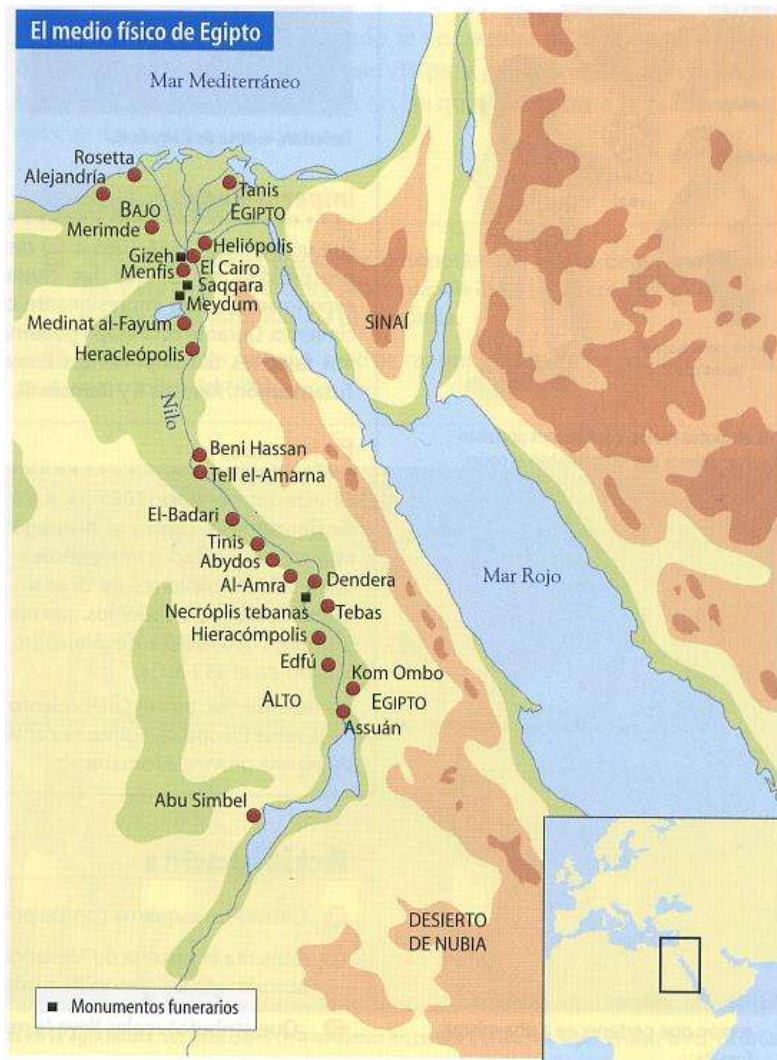 El medio físico de Egipto
Mar Mediterráneo
Rosetta
Alejandría
Tanis
BAJO
EGIPTO
Merimde
Heliópolis
Gizeh
El Cairo
Menfis
Saqqara
Meydum
SINAÍ
Medinat al-Fayum
Heracleópolis
Nilo
Beni Hassan
Tell el-Amarna
El-Badari
Tinis
Abydos
Mar Rojo
Al-Amra
Dendera
Necróplis tebanas
Tebas
Hieracómpolis
Edfú
Kom Ombo
ALTO
EGIPTO
Assuán
Abu Simbel
DESIERTO
DE NUBIA
Monumentos funerarios